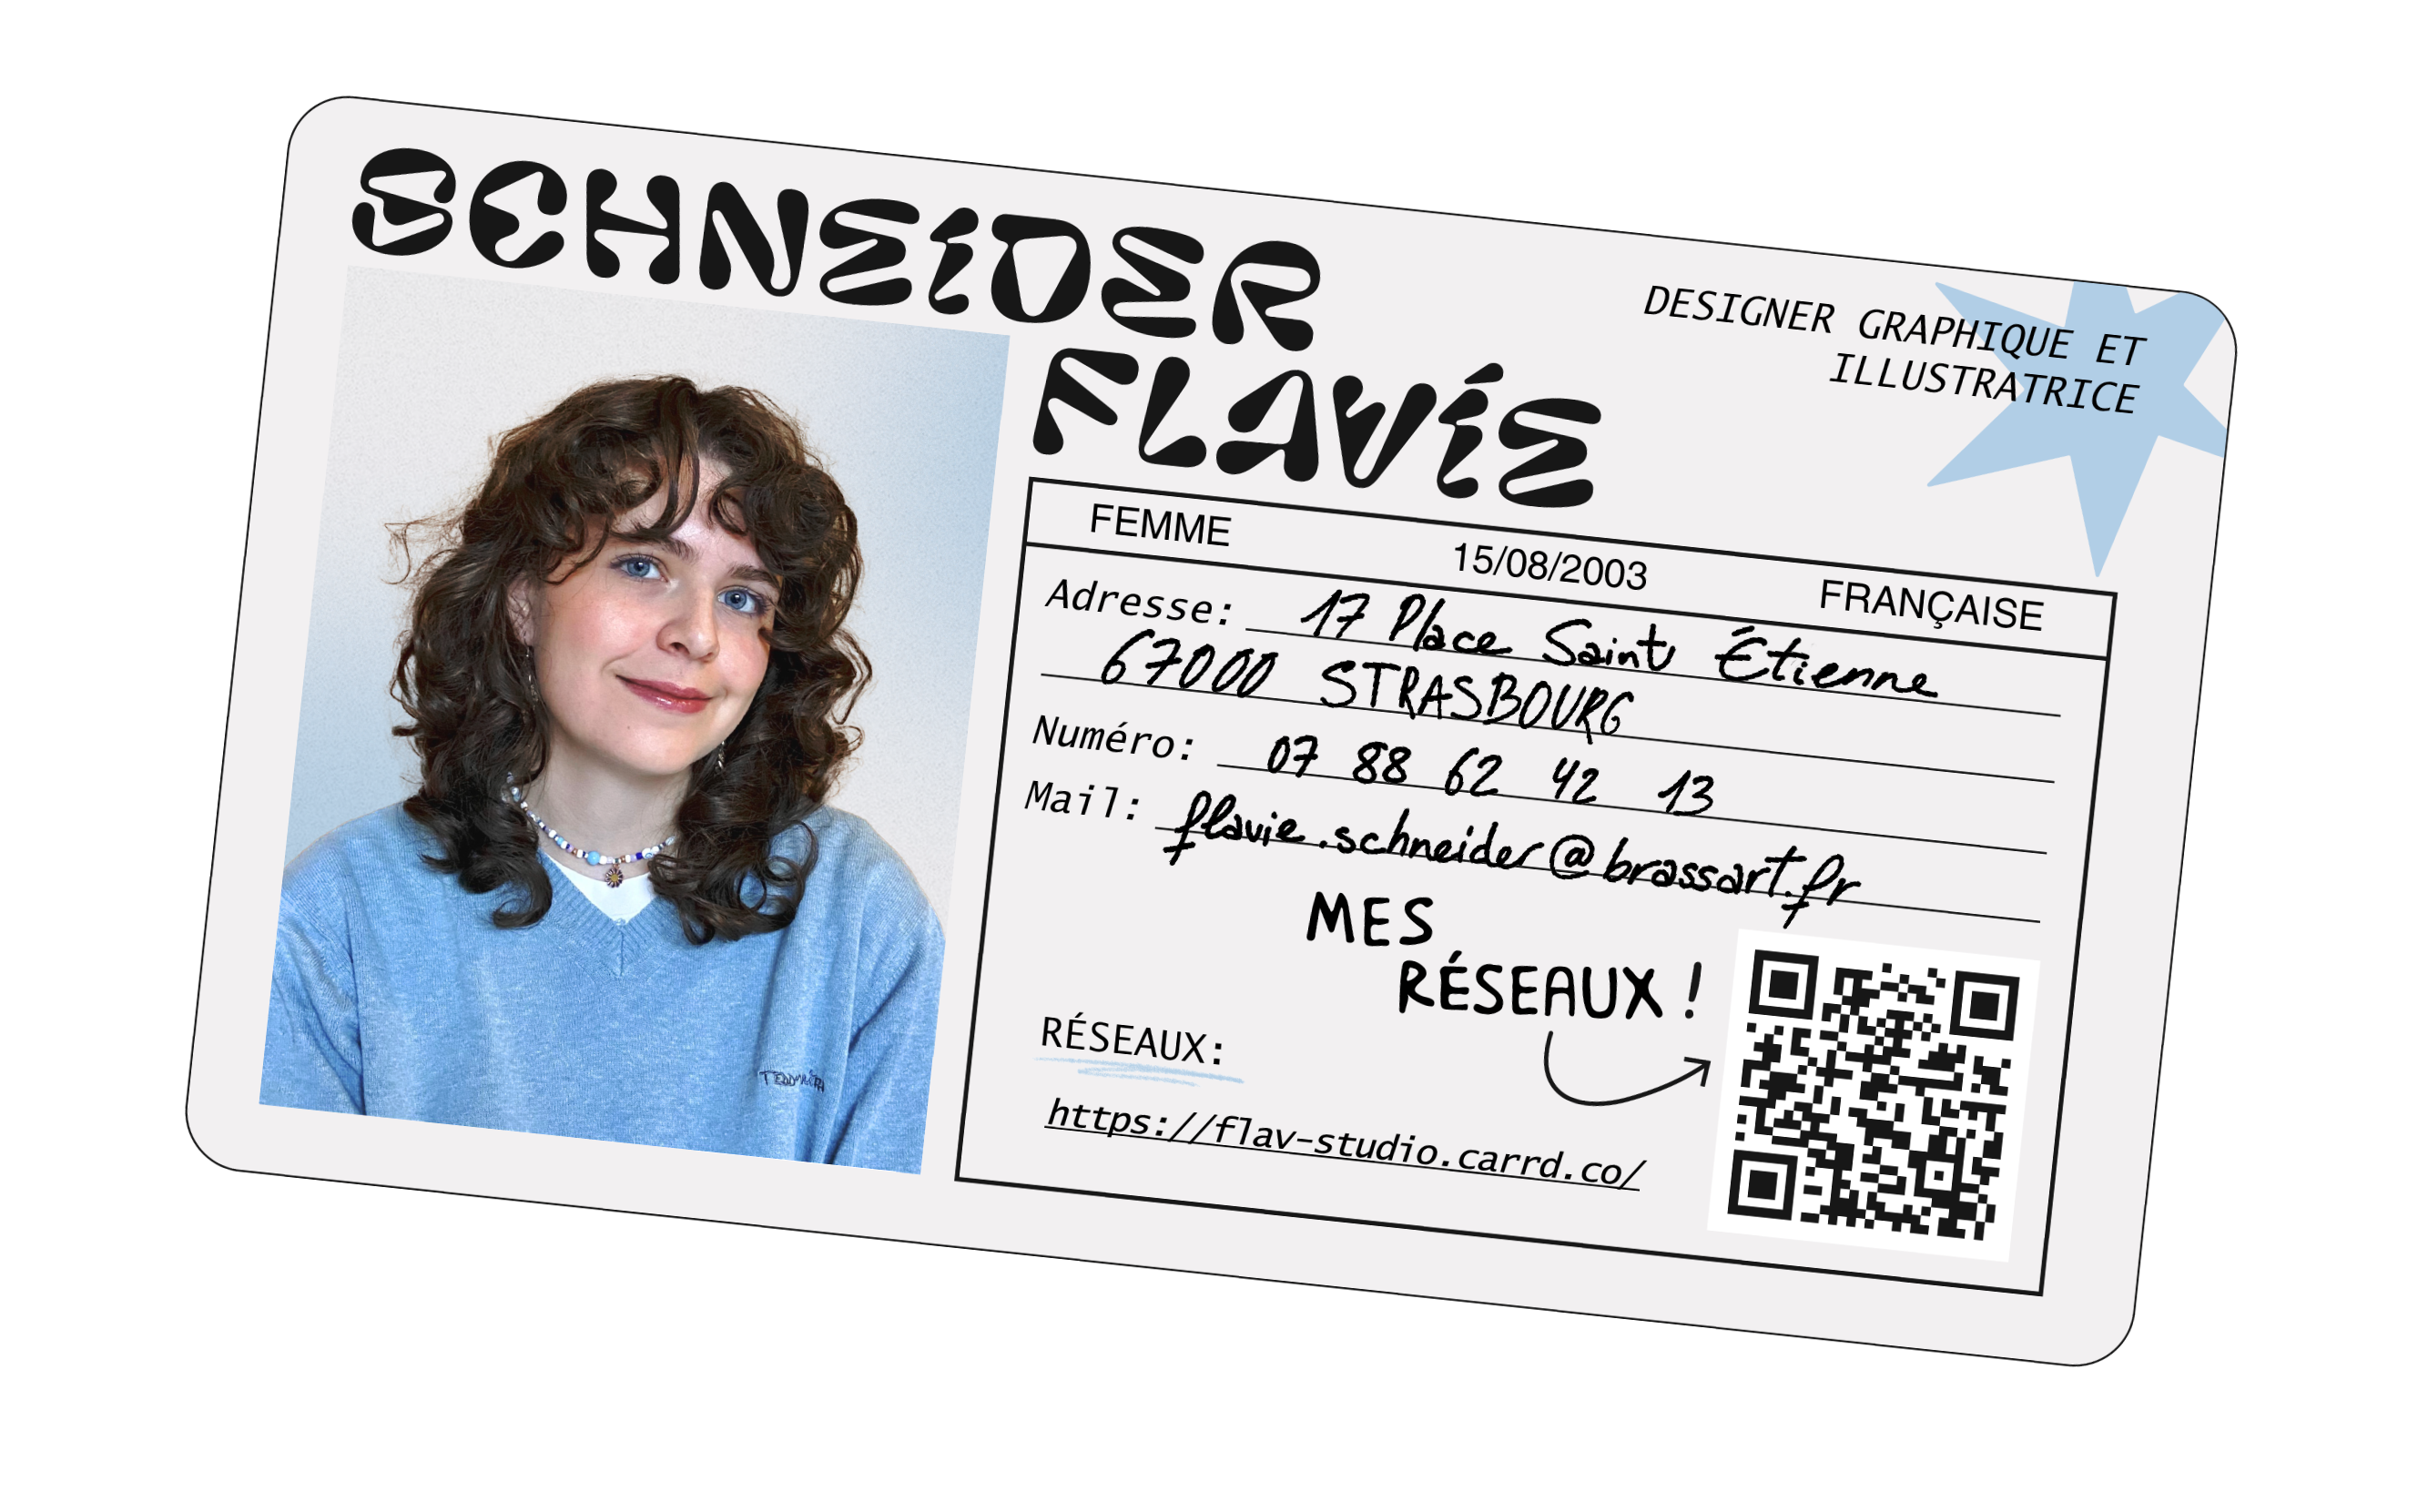 SCHNEIDER
FLAVIE
DESIGNER GRAPHIQUE ET
ILLUSTRATRICE
FEMME 15/08/2003 FRANÇAISE
Adresse: 17 Place Saint Étienne
67000 STRASBOURG
Numéro: 07 88 62 42 13
Mail: flavie.schneider@brassart.fr
MES
RÉSEAUX !
RÉSEAUX:
https://flav-studio.carrd.co/